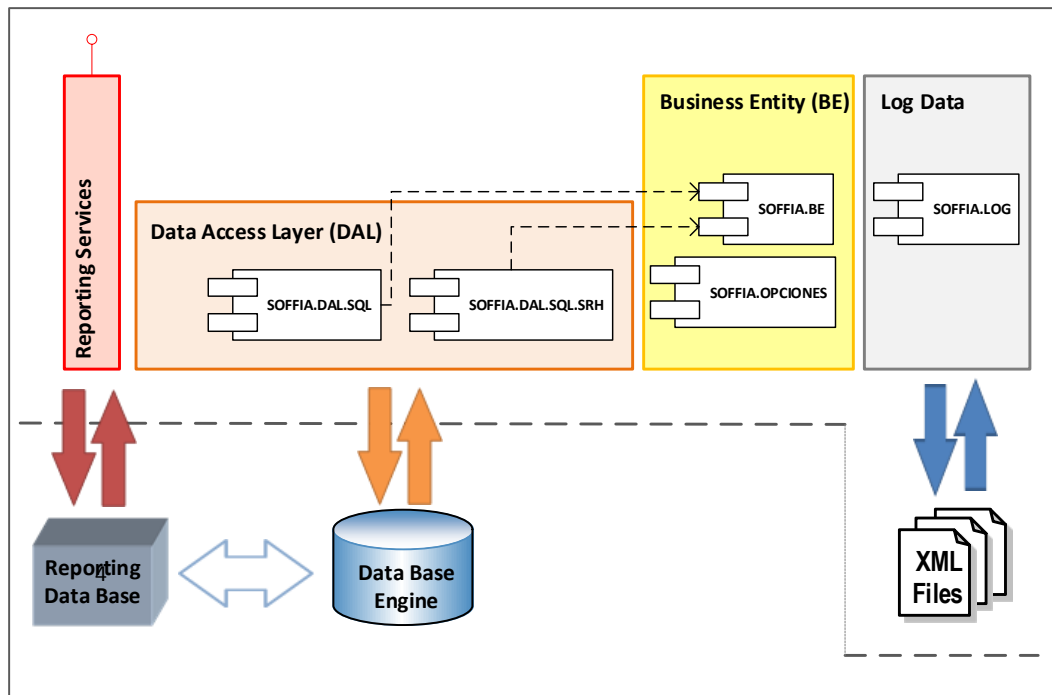 Reporting Services
Data Access Layer (DAL)
SOFFIA.DAL.SQL
SOFFIA.DAL.SQL.SRH
Business Entity (BE)
SOFFIA.BE
SOFFIA.OPCIONES
Log Data
SOFFIA.LOG
Reporting
4
Data Base
Data Base
Engine
XML
Files